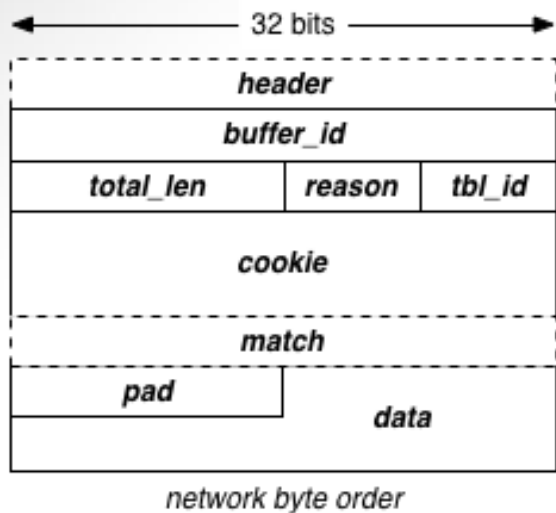 32 bits
header
buffer_id
total_len reason tbl_id
cookie
match
pad
data
network byte order